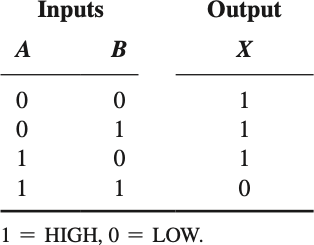 Inputs Output
A B X
0 0 1
0 1 1
1 0 1
1 1 0
1 = HIGH, 0 = LOW.